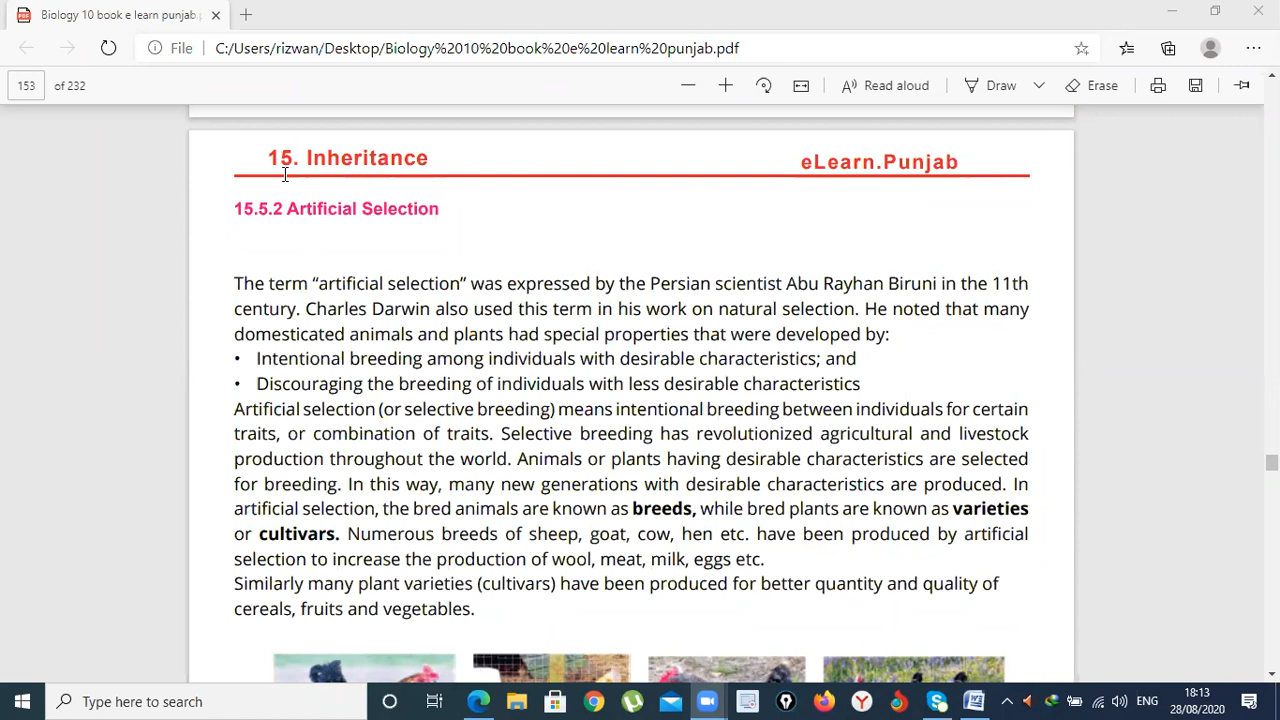 Biology 10 book e learn punjab.p
File C:/Users/rizwan/Desktop/Biology%2010%20book%20e%20learn%20punjab.pdf
153 of 232 Read aloud Draw Erase
15. Inheritance eLearn.Punjab
15.5.2 Artificial Selection
The term “artificial selection” was expressed by the Persian scientist Abu Rayhan Biruni in the 11th
century. Charles Darwin also used this term in his work on natural selection. He noted that many
domesticated animals and plants had special properties that were developed by:
• Intentional breeding among individuals with desirable characteristics; and
• Discouraging the breeding of individuals with less desirable characteristics
Artificial selection (or selective breeding) means intentional breeding between individuals for certain
traits, or combination of traits. Selective breeding has revolutionized agricultural and livestock
production throughout the world. Animals or plants having desirable characteristics are selected
for breeding. In this way, many new generations with desirable characteristics are produced. In
artificial selection, the bred animals are known as breeds, while bred plants are known as varieties
or cultivars. Numerous breeds of sheep, goat, cow, hen etc. have been produced by artificial
selection to increase the production of wool, meat, milk, eggs etc.
Similarly many plant varieties (cultivars) have been produced for better quantity and quality of
cereals, fruits and vegetables.
Type here to search ENG 18:13
28/08/2020